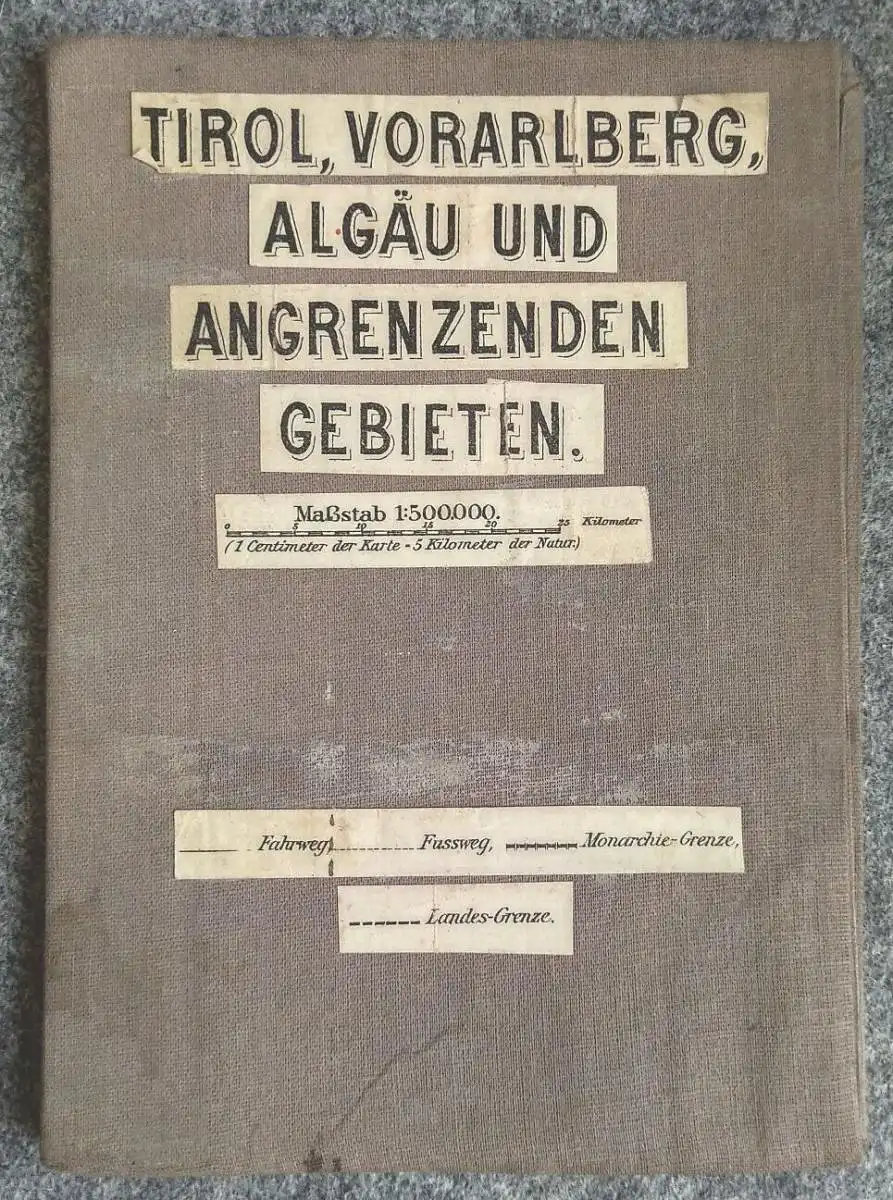 TIROL, VORARLBERG,
ALGÄU UND
ANGRENZENDEN
GEBIETEN.
Maßstab 1:500.000.
0 5 10 15 20 25 Kilometer
(1 Centimeter der Karte = 5 Kilometer der Natur.)
Fahrweg, Fussweg, Monarchie-Grenze,
Landes-Grenze.